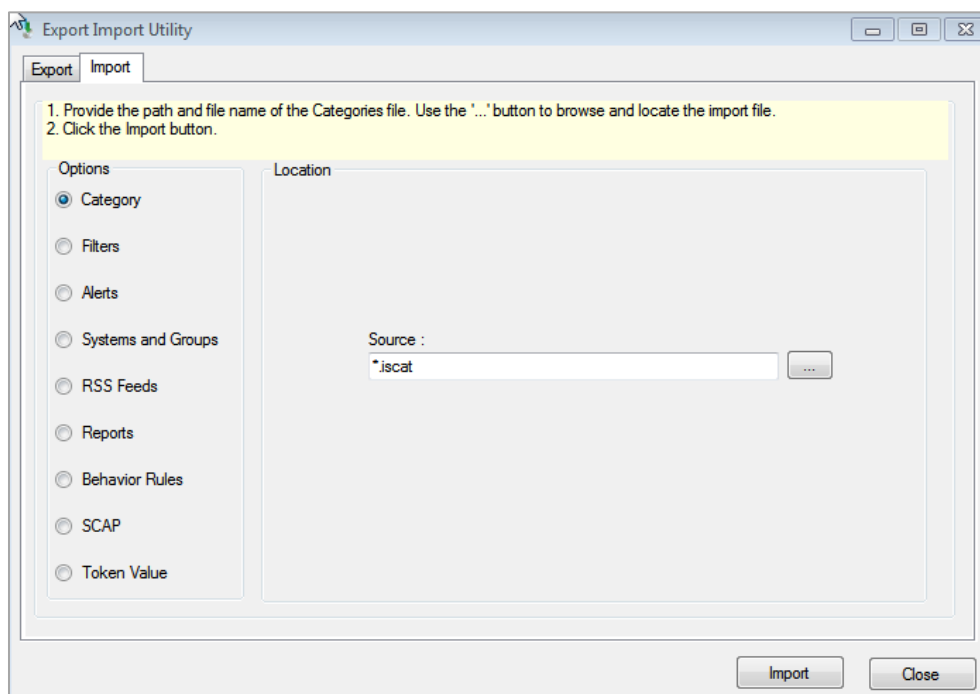 Export Import Utility
Export
Import
1. Provide the path and file name of the Categories file. Use the '...' button to browse and locate the import file.
2. Click the Import button.
Options
Location
Category
Filters
Alerts
Systems and Groups
Source :
*.iscat
...
RSS Feeds
Reports
Behavior Rules
SCAP
Token Value
Import
Close